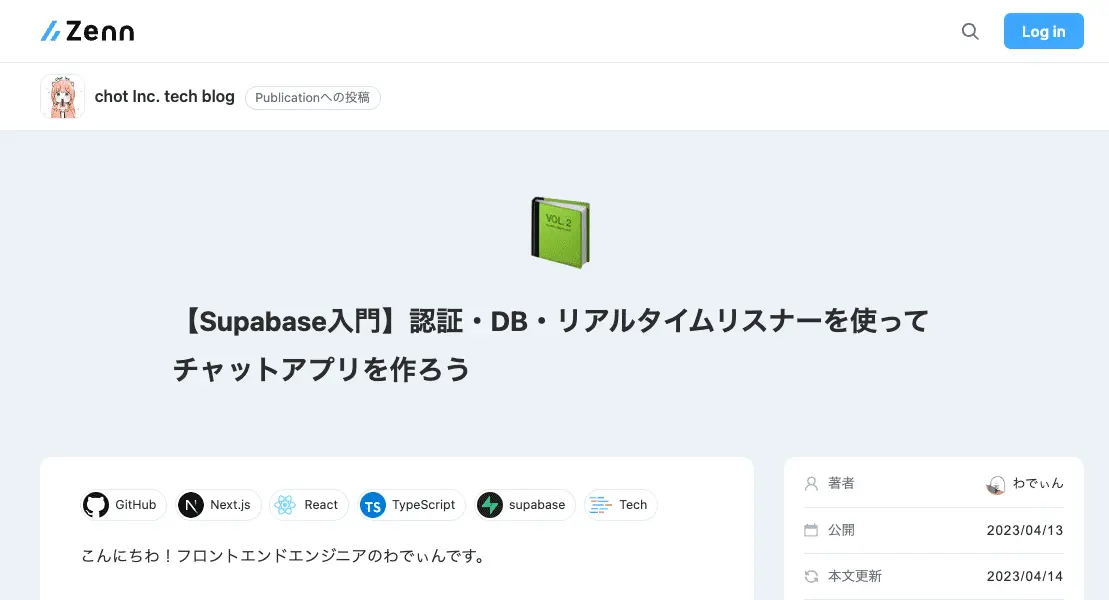 Zenn
Log in
chot Inc. tech blog
Publicationへの投稿
VOL. 2
【Supabase入門】認証・DB・リアルタイムリスナーを使って
チャットアプリを作ろう
GitHub
Next.js
React
TypeScript
supabase
Tech
こんにちわ！フロントエンドエンジニアのわでぃんです。
著者 わでぃん
公開 2023/04/13
本文更新 2023/04/14